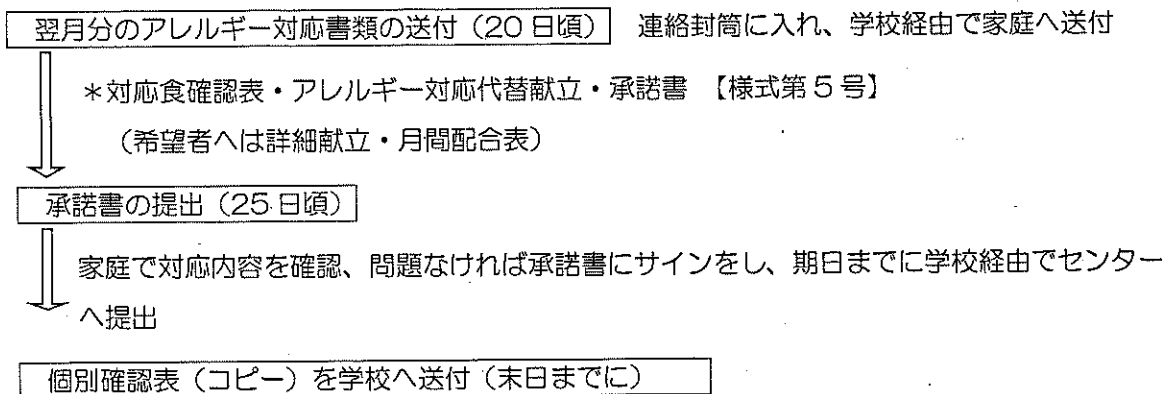 翌月分のアレルギー対応書類の送付（20日頃） 連絡封筒に入れ、学校経由で家庭へ送付
＊対応食確認表・アレルギー対応代替献立・承諾書 【様式第5号】
（希望者へは詳細献立・月間配合表）
承諾書の提出（25日頃）
家庭で対応内容を確認、問題なければ承諾書にサインをし、期日までに学校経由でセンター
へ提出
個別確認表（コピー）を学校へ送付（末日までに）